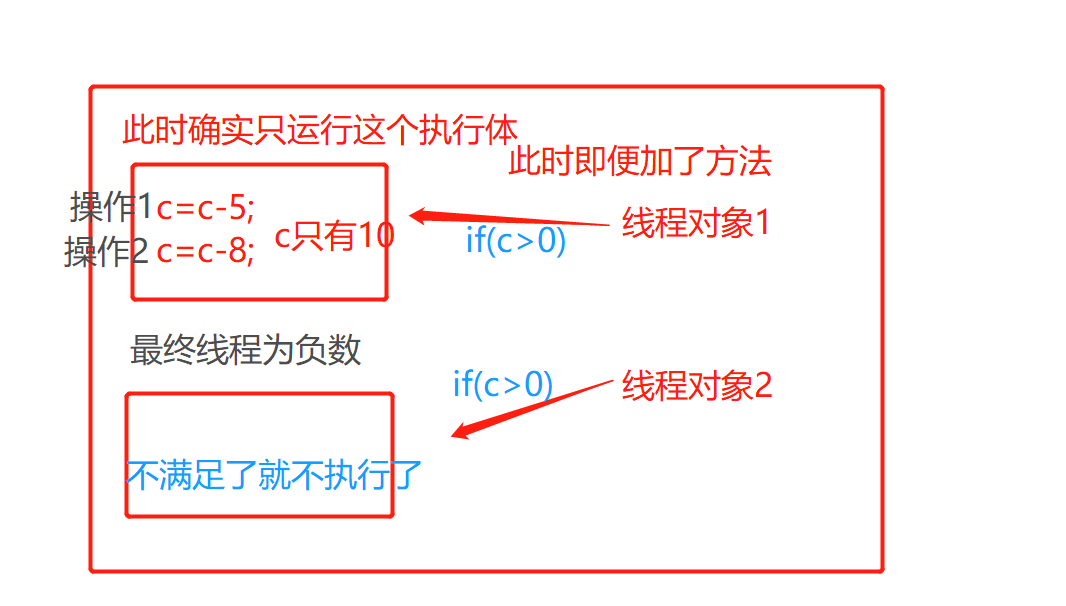 此时确实只运行这个执行体
此时即便加了方法
操作1 c=c-5;
线程对象1
c只有10
if(c>0)
操作2 c=c-8;
最终线程为负数
if(c>0)
线程对象2
不满足了就不执行了